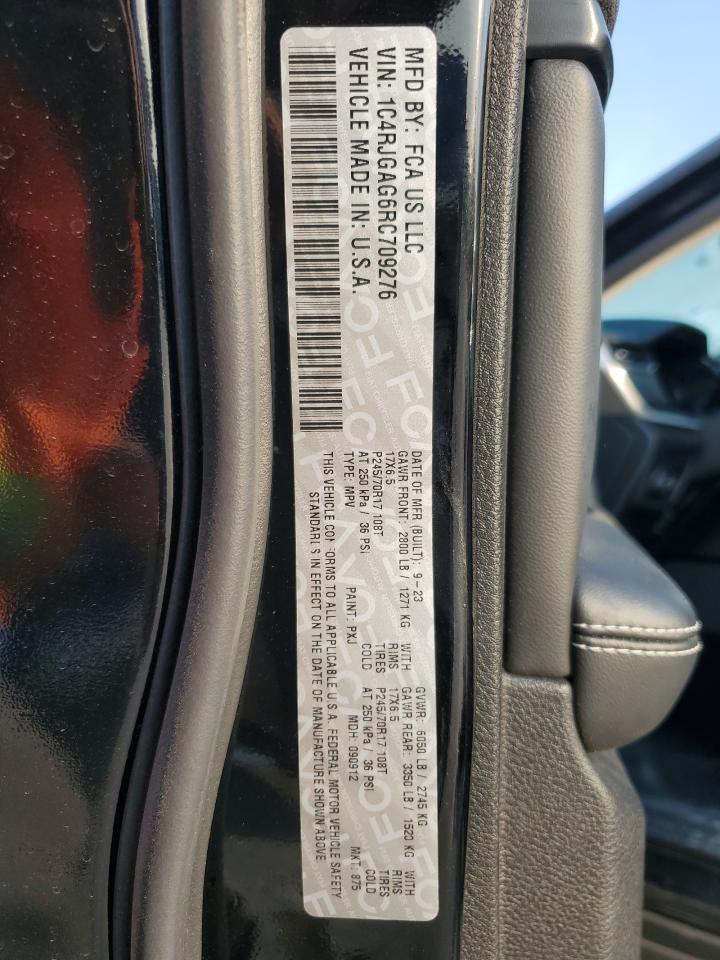 MFD BY: FCA US LLC
VIN: 1C4RJGAG6RC709276
VEHICLE MADE IN: U.S.A.
DATE OF MFR (BUILT): 9-23 GVWR: 6050 LB / 2745 KG
GAWR FRONT: 2800 LB / 1271 KG WITH GAWR REAR: 3350 LB / 1520 KG WITH
17X6.5 RIMS 17X6.5 RIMS
P245/70R17 108T TIRES P245/70R17 108T TIRES
AT 250 kPa / 36 PSI COLD AT 250 kPa / 36 PSI COLD
TYPE: MPV PAINT: PXJ MDH: 090912 MKT: 875
THIS VEHICLE CONFORMS TO ALL APPLICABLE U.S.A. FEDERAL MOTOR VEHICLE SAFETY
STANDARDS IN EFFECT ON THE DATE OF MANUFACTURE SHOWN ABOVE